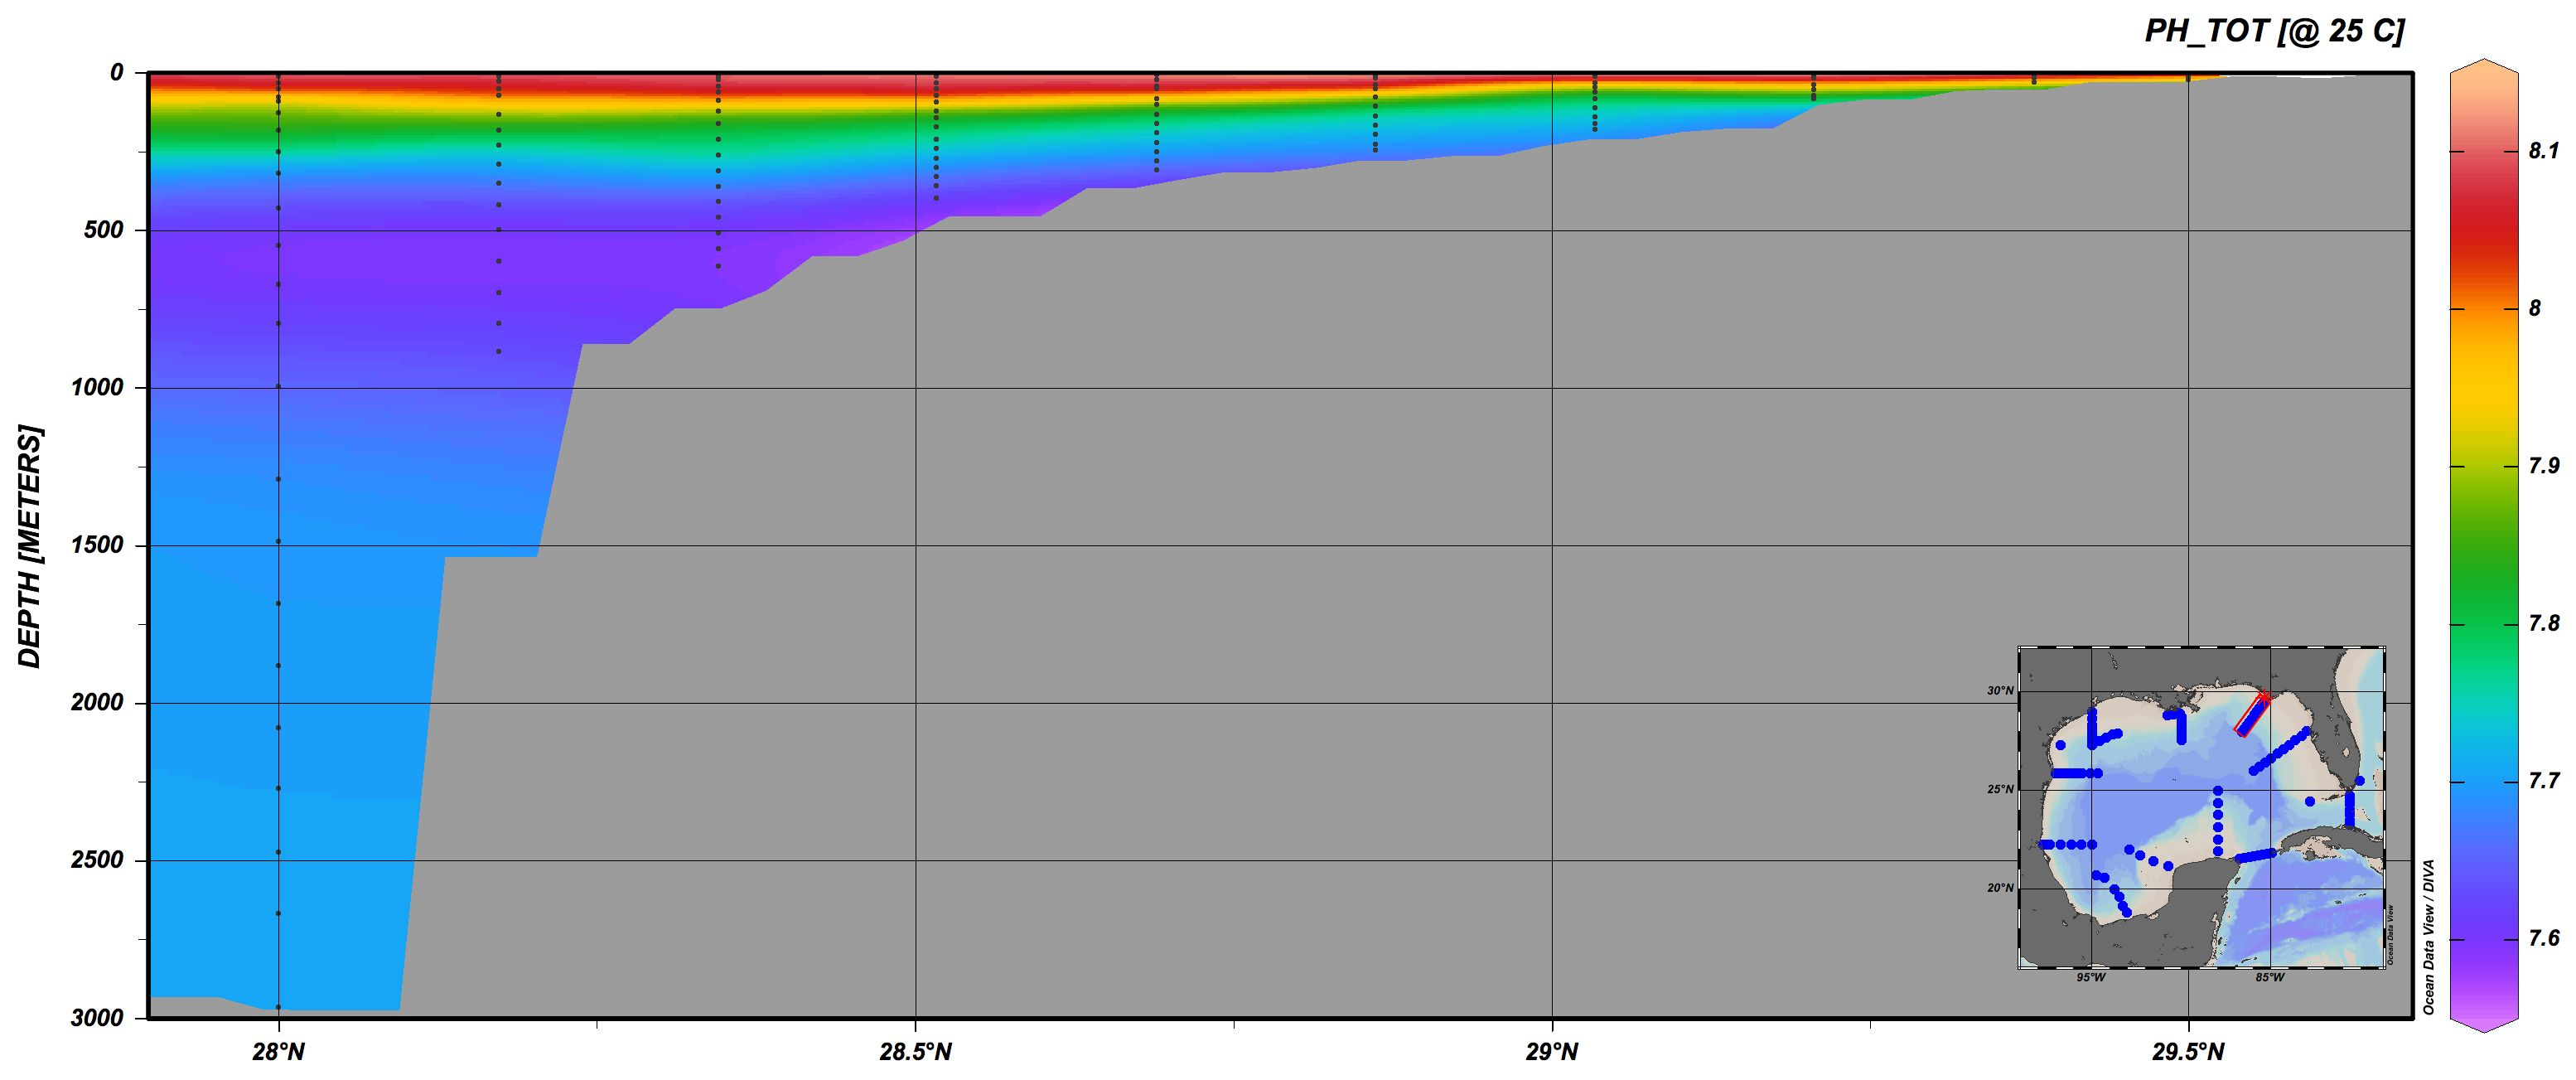 PH_TOT [@ 25 C]
0
500
1000
1500
2000
2500
3000
DEPTH [METERS]
28°N
28.5°N
29°N
29.5°N
8.1
8
7.9
7.8
7.7
7.6
30°N
25°N
20°N
95°W
85°W
Ocean Data View
Ocean Data View / DIVA